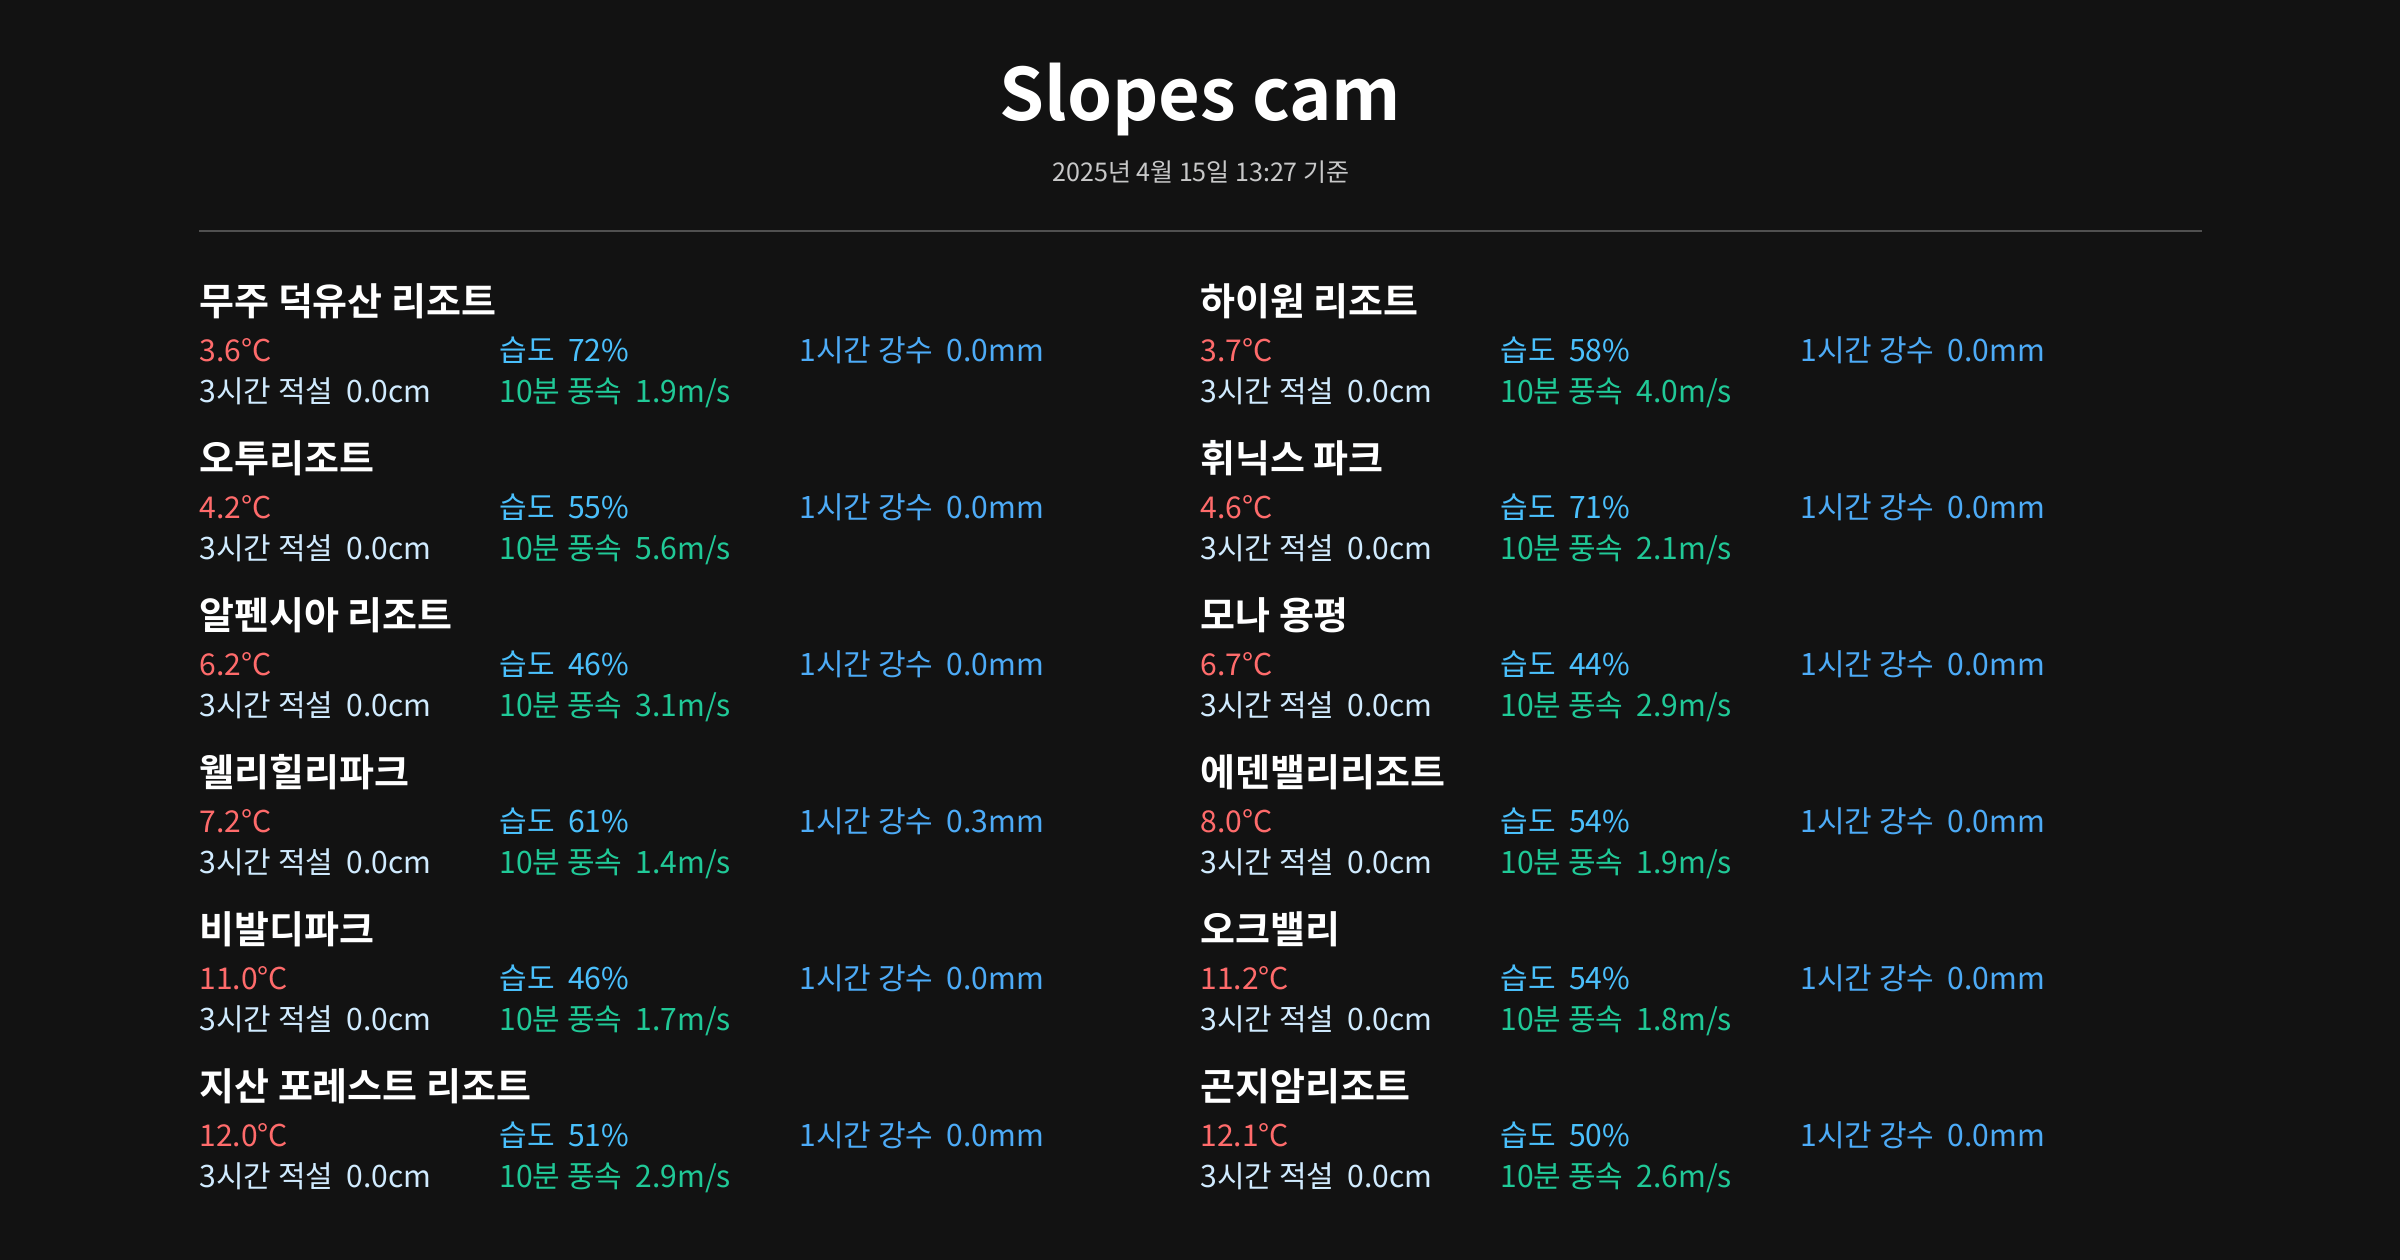 Slopes cam
2025년 4월 15일 13:27 기준
무주 덕유산 리조트
3.6°C 습도 72% 1시간 강수 0.0mm
3시간 적설 0.0cm 10분 풍속 1.9m/s
하이원 리조트
3.7°C 습도 58% 1시간 강수 0.0mm
3시간 적설 0.0cm 10분 풍속 4.0m/s
오투리조트
4.2°C 습도 55% 1시간 강수 0.0mm
3시간 적설 0.0cm 10분 풍속 5.6m/s
휘닉스 파크
4.6°C 습도 71% 1시간 강수 0.0mm
3시간 적설 0.0cm 10분 풍속 2.1m/s
알펜시아 리조트
6.2°C 습도 46% 1시간 강수 0.0mm
3시간 적설 0.0cm 10분 풍속 3.1m/s
모나 용평
6.7°C 습도 44% 1시간 강수 0.0mm
3시간 적설 0.0cm 10분 풍속 2.9m/s
웰리힐리파크
7.2°C 습도 61% 1시간 강수 0.3mm
3시간 적설 0.0cm 10분 풍속 1.4m/s
에덴밸리리조트
8.0°C 습도 54% 1시간 강수 0.0mm
3시간 적설 0.0cm 10분 풍속 1.9m/s
비발디파크
11.0°C 습도 46% 1시간 강수 0.0mm
3시간 적설 0.0cm 10분 풍속 1.7m/s
오크밸리
11.2°C 습도 54% 1시간 강수 0.0mm
3시간 적설 0.0cm 10분 풍속 1.8m/s
지산 포레스트 리조트
12.0°C 습도 51% 1시간 강수 0.0mm
3시간 적설 0.0cm 10분 풍속 2.9m/s
곤지암리조트
12.1°C 습도 50% 1시간 강수 0.0mm
3시간 적설 0.0cm 10분 풍속 2.6m/s